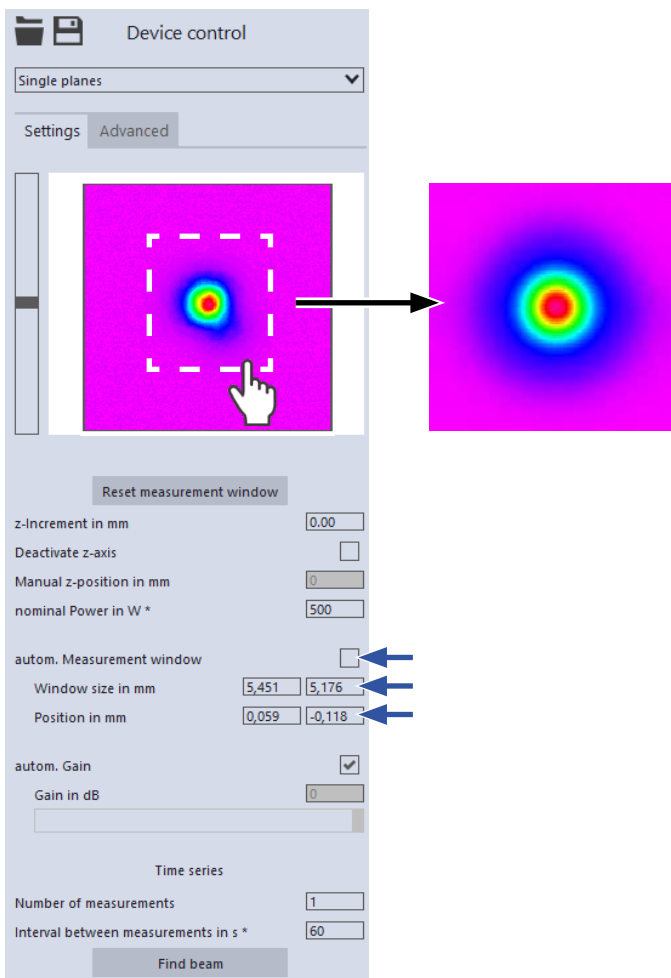 Device control
Single planes
Settings Advanced
Reset measurement window
z-Increment in mm 0.00
Deactivate z-axis
Manual z-position in mm 0
nominal Power in W * 500
autom. Measurement window
Window size in mm 5,451 5,176
Position in mm 0,059 -0,118
autom. Gain
Gain in dB 0
Time series
Number of measurements 1
Interval between measurements in s * 60
Find beam